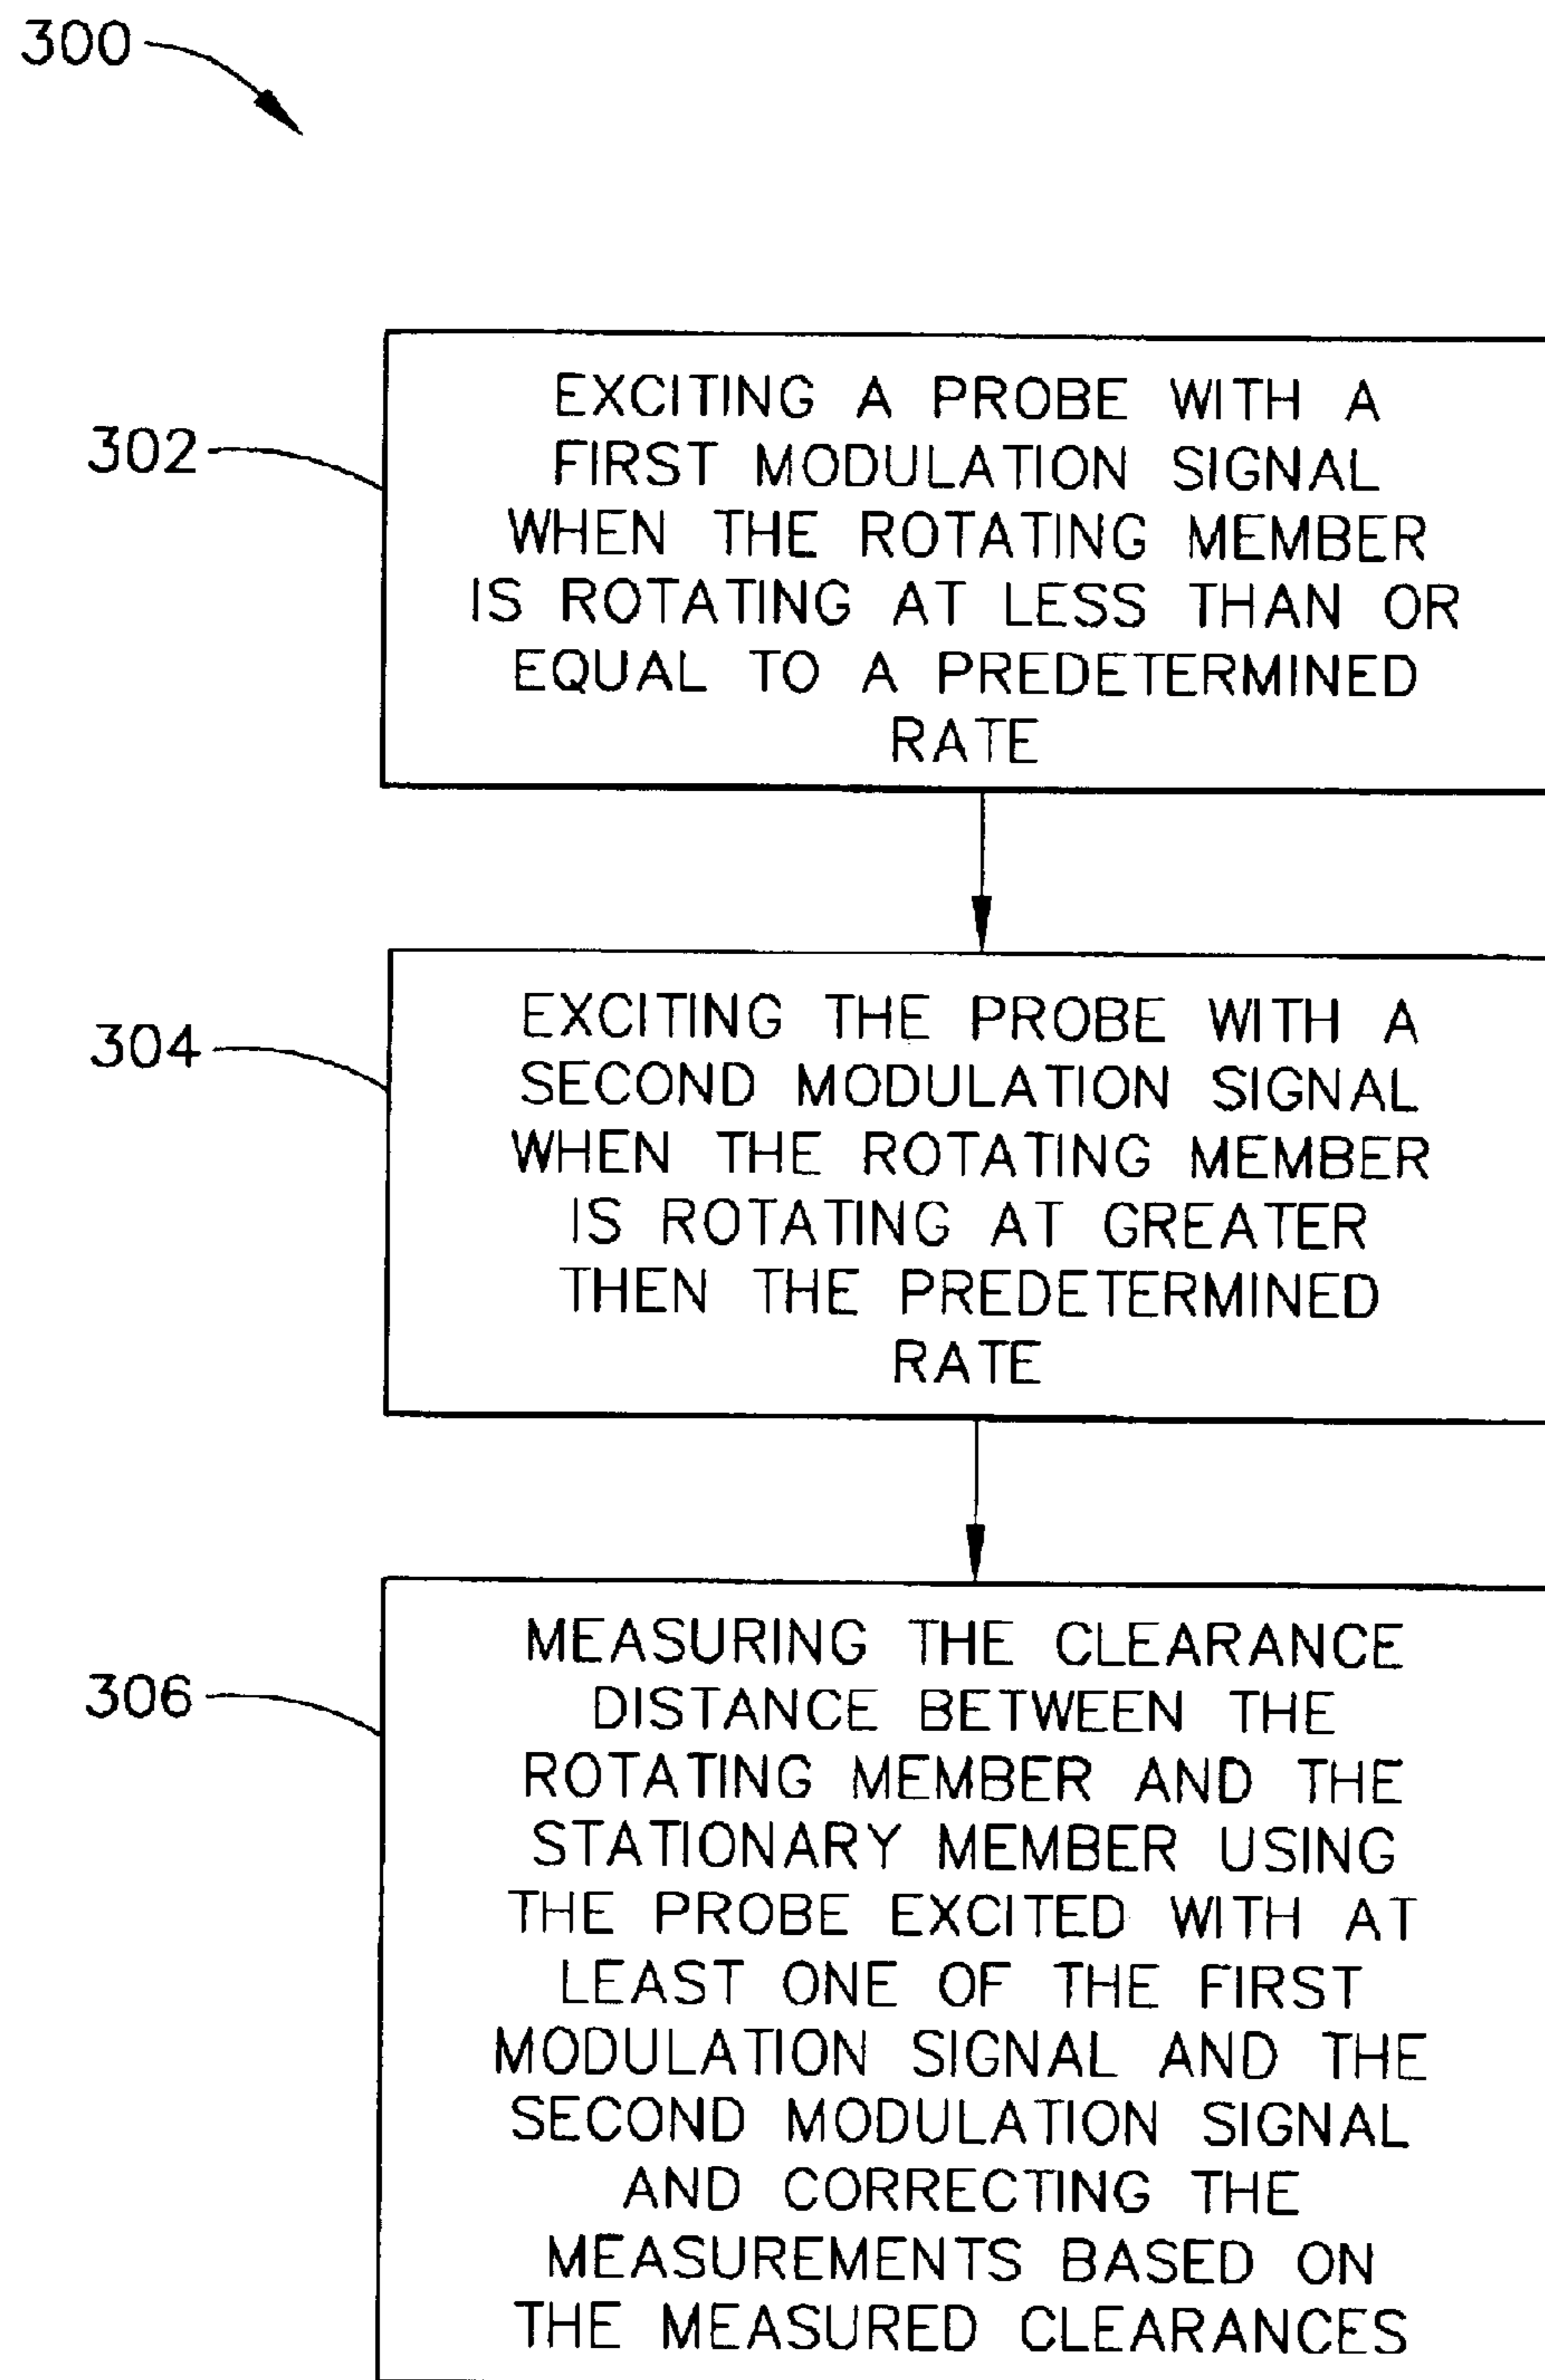 300
302
EXCITING A PROBE WITH A
FIRST MODULATION SIGNAL
WHEN THE ROTATING MEMBER
IS ROTATING AT LESS THAN OR
EQUAL TO A PREDETERMINED
RATE
304
EXCITING THE PROBE WITH A
SECOND MODULATION SIGNAL
WHEN THE ROTATING MEMBER
IS ROTATING AT GREATER
THEN THE PREDETERMINED
RATE
306
MEASURING THE CLEARANCE
DISTANCE BETWEEN THE
ROTATING MEMBER AND THE
STATIONARY MEMBER USING
THE PROBE EXCITED WITH AT
LEAST ONE OF THE FIRST
MODULATION SIGNAL AND THE
SECOND MODULATION SIGNAL
AND CORRECTING THE
MEASUREMENTS BASED ON
THE MEASURED CLEARANCES